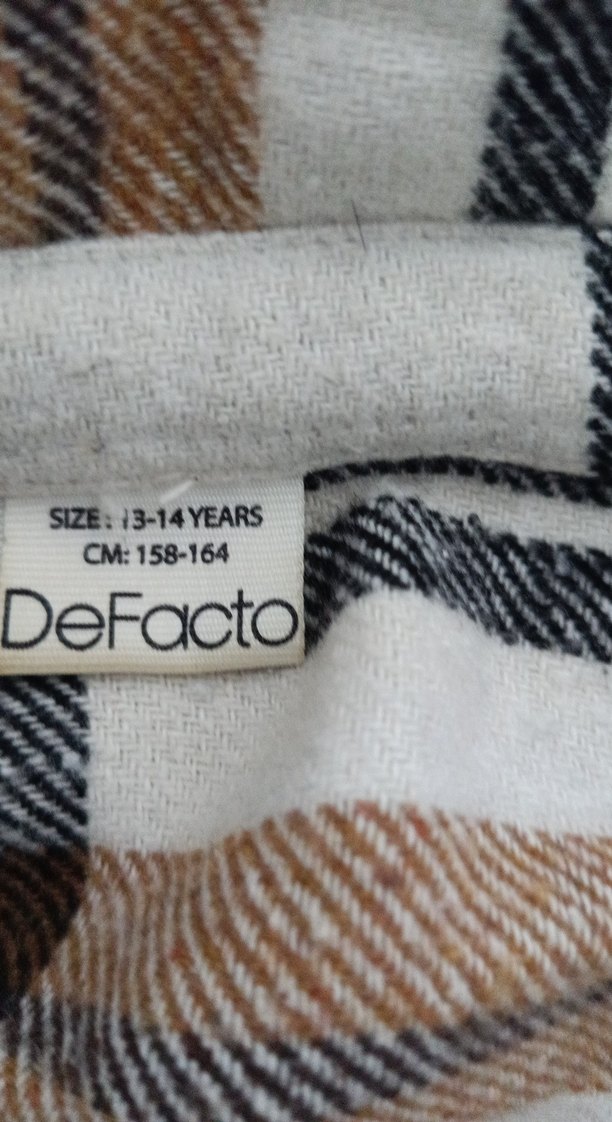 SIZE: 13-14 YEARS
CM: 158-164
DeFacto